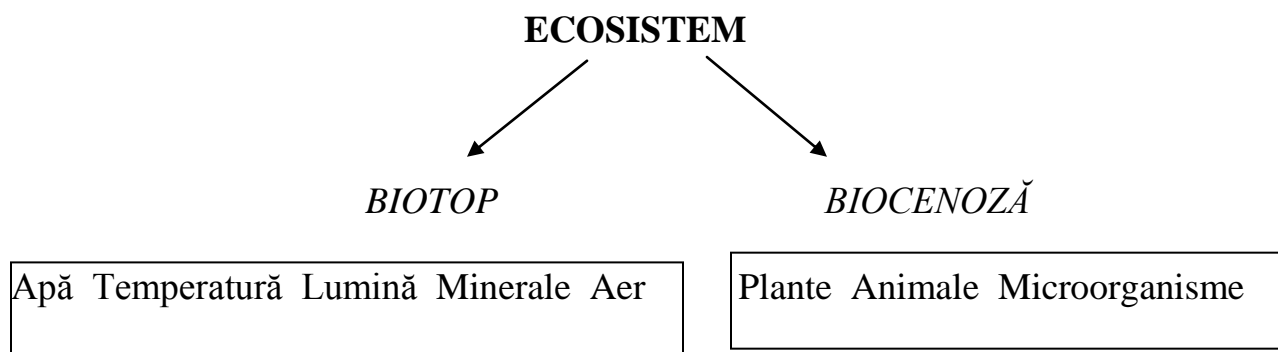 ECOSISTEM
BIOTOP BIOCENOZĂ
Apă Temperatură Lumină Minerale Aer
Plante Animale Microorganisme